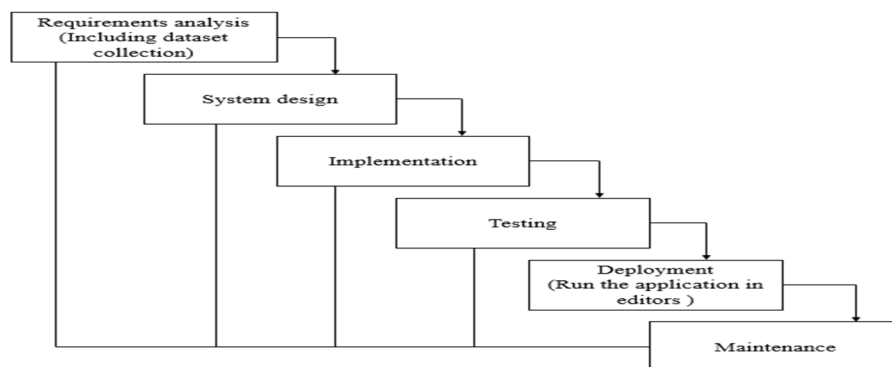 Requirements analysis
(Including dataset
collection)
System design
Implementation
Testing
Deployment
(Run the application in
editors )
Maintenance